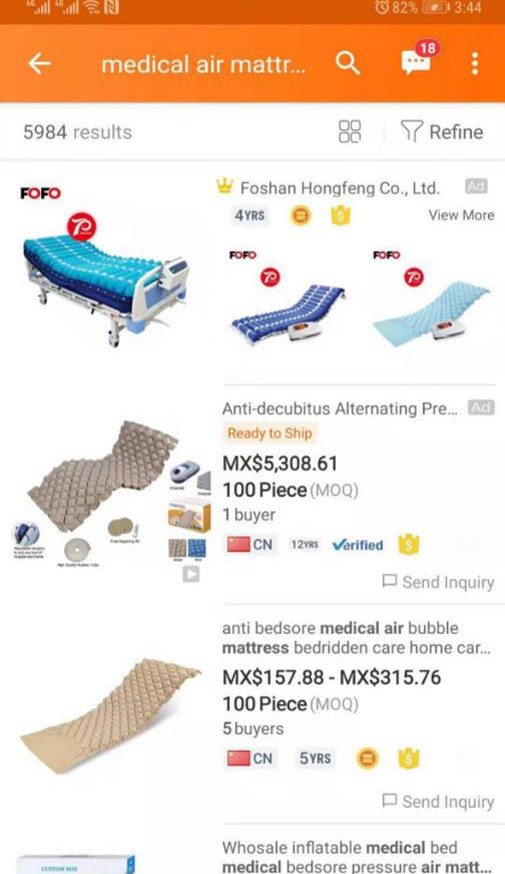 82% 3:44
medical air mattr...
18
5984 results
Refine
FOFO
Foshan Hongfeng Co., Ltd.
Ad
4YRS
View More
FOFO
FOFO
Anti-decubitus Alternating Pre...
Ad
Ready to Ship
MX$5,308.61
100 Piece (MOQ)
1 buyer
CN
12YRS
Verified
Send Inquiry
anti bedsore medical air bubble
mattress bedridden care home car...
MX$157.88 - MX$315.76
100 Piece (MOQ)
5 buyers
CN
5YRS
Send Inquiry
CUSTOM BOX
Whosale inflatable medical bed
medical bedsore pressure air matt...